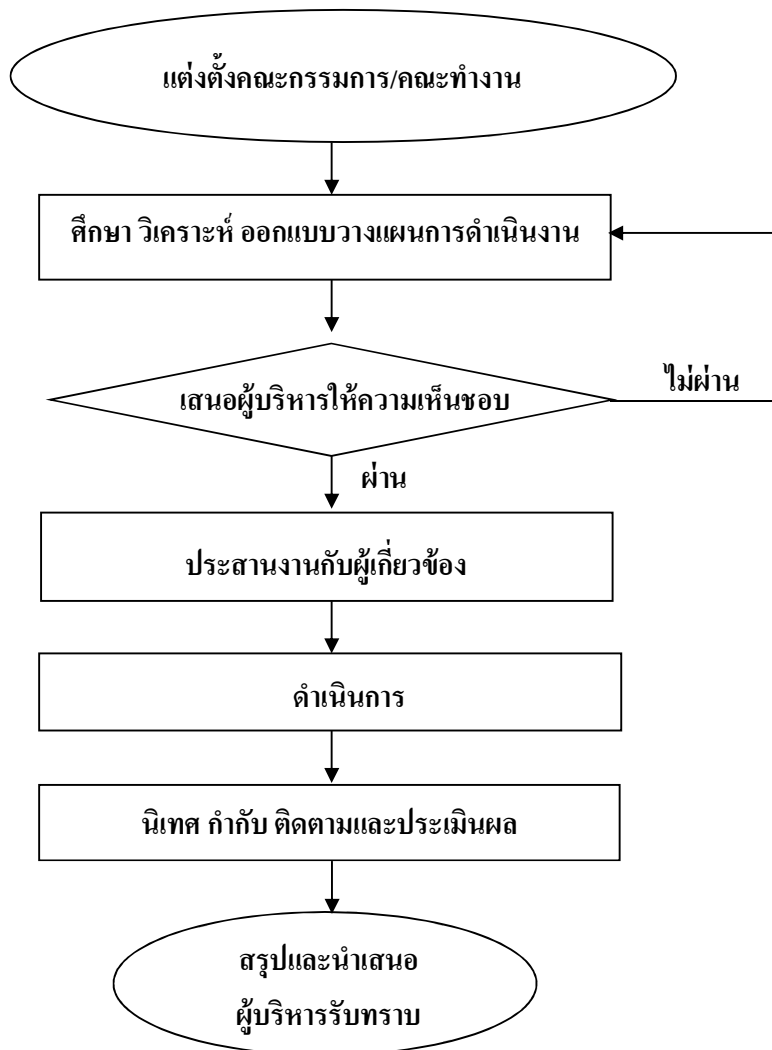 แต่งตั้งคณะกรรมการ/คณะทำงาน
ศึกษา วิเคราะห์ ออกแบบวางแผนการดำเนินงาน
เสนอผู้บริหารให้ความเห็นชอบ
ไม่ผ่าน
ผ่าน
ประสานงานกับผู้เกี่ยวข้อง
ดำเนินการ
นิเทศ กำกับ ติดตามและประเมินผล
สรุปและนำเสนอ
ผู้บริหารรับทราบ